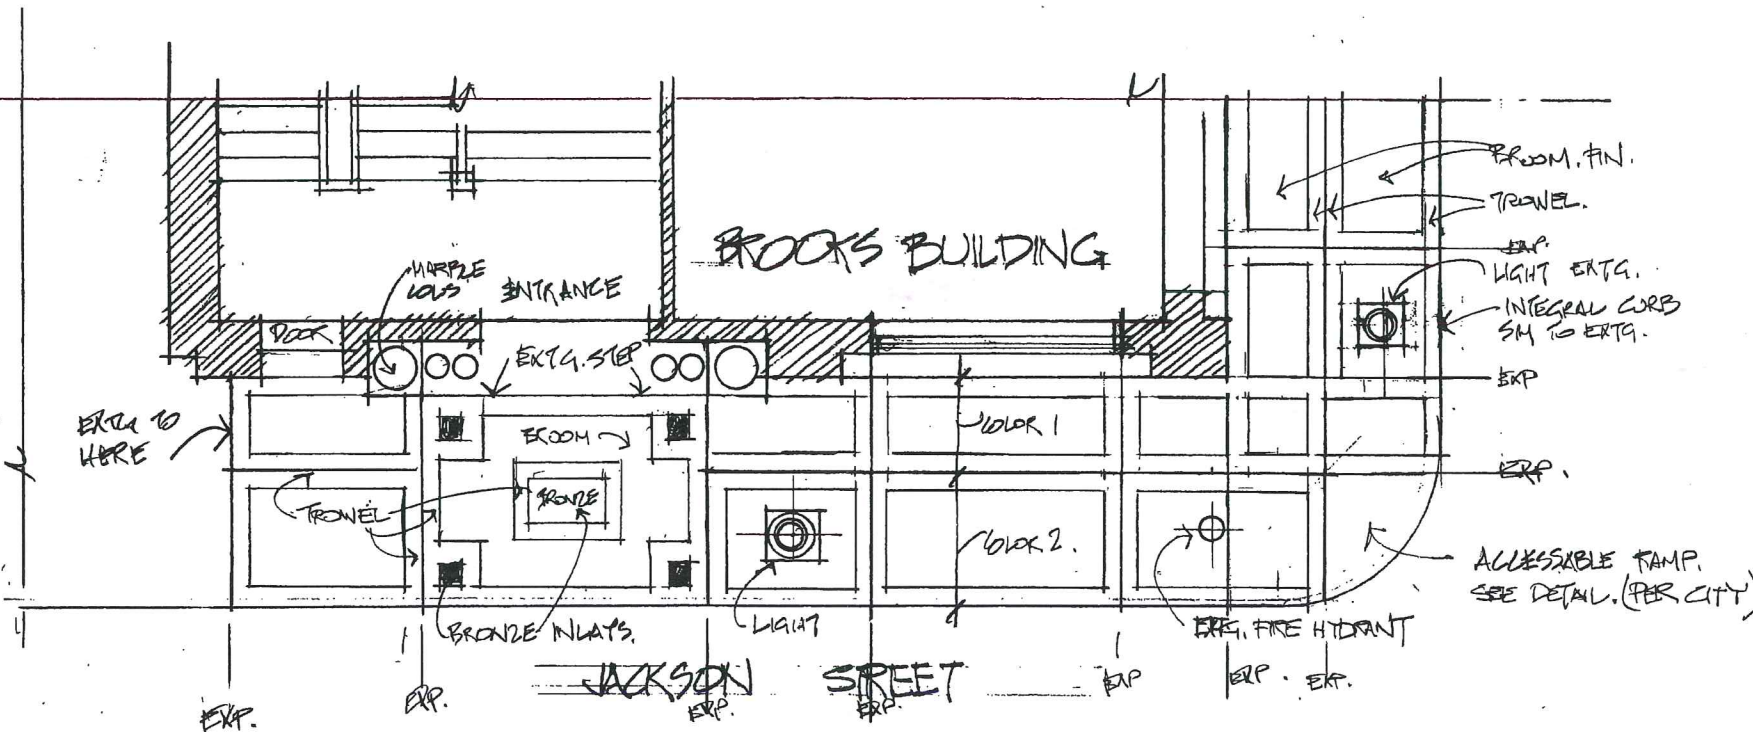 BROOM. FIN.
TROWEL.
EXP.
LIGHT EXTG.
INTEGRAL CURB
SIM TO EXTG.
EXP
BROOKS BUILDING
MARBLE
COLS
ENTRANCE
DOOR
EXTG. STEP
EXTG TO
HERE
BROOM
COLOR 1
EXP.
TROWEL
BRONZE
COLOR 2.
ACCESSABLE RAMP.
SEE DETAIL. (PER CITY)
BRONZE INLAYS.
LIGHT
EXTG. FIRE HYDRANT
JACKSON STREET
EXP.
EXP.
EXP.
EXP.
EXP
EXP.
EXP.